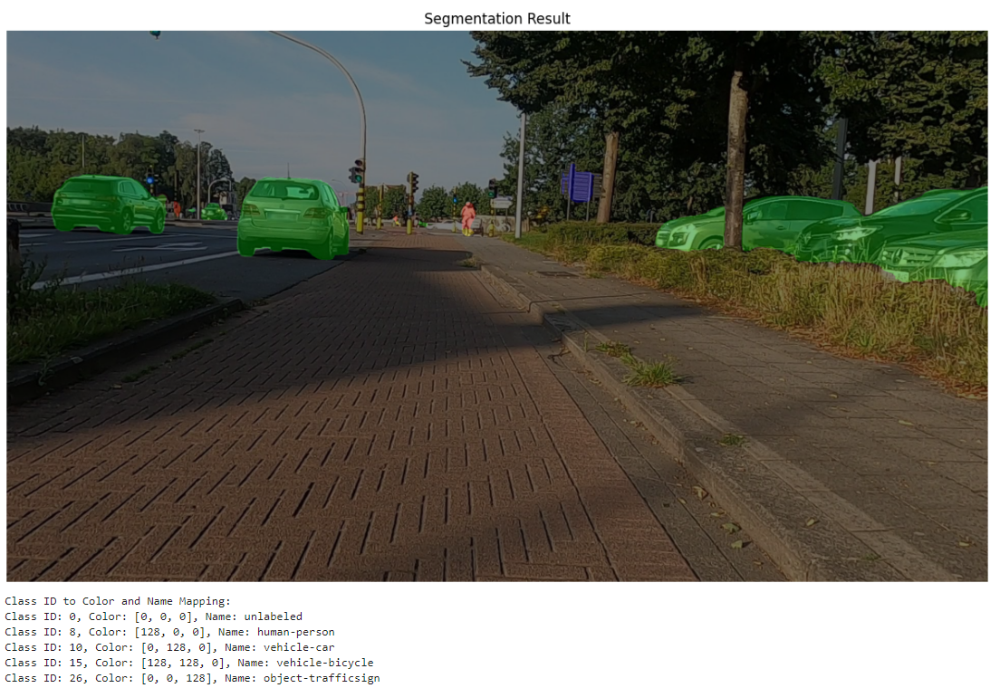 Segmentation Result
Class ID to Color and Name Mapping:
Class ID: 0, Color: [0, 0, 0], Name: unlabeled
Class ID: 8, Color: [128, 0, 0], Name: human-person
Class ID: 10, Color: [0, 128, 0], Name: vehicle-car
Class ID: 15, Color: [128, 128, 0], Name: vehicle-bicycle
Class ID: 26, Color: [0, 0, 128], Name: object-trafficsign